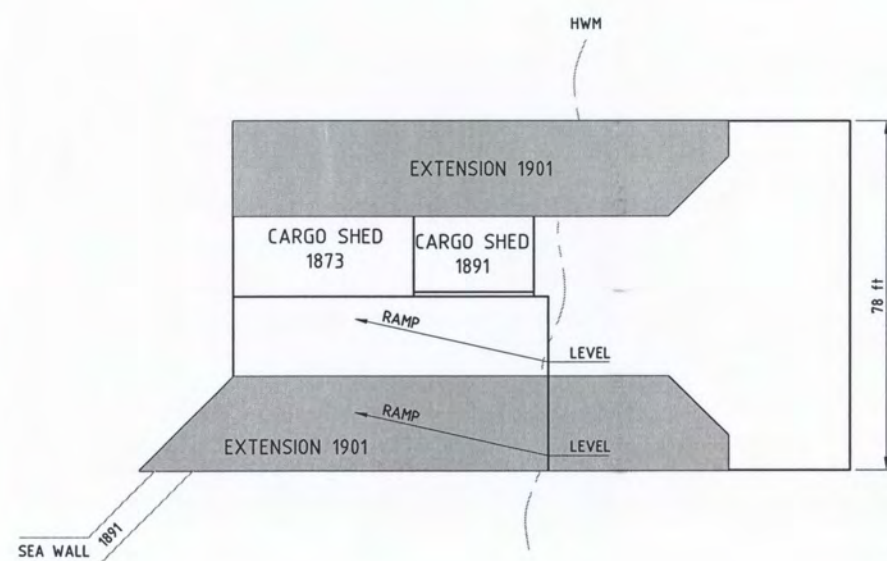 HWM
EXTENSION 1901
CARGO SHED
1873
CARGO SHED
1891
78 ft
RAMP
LEVEL
RAMP
LEVEL
EXTENSION 1901
1891
SEA WALL